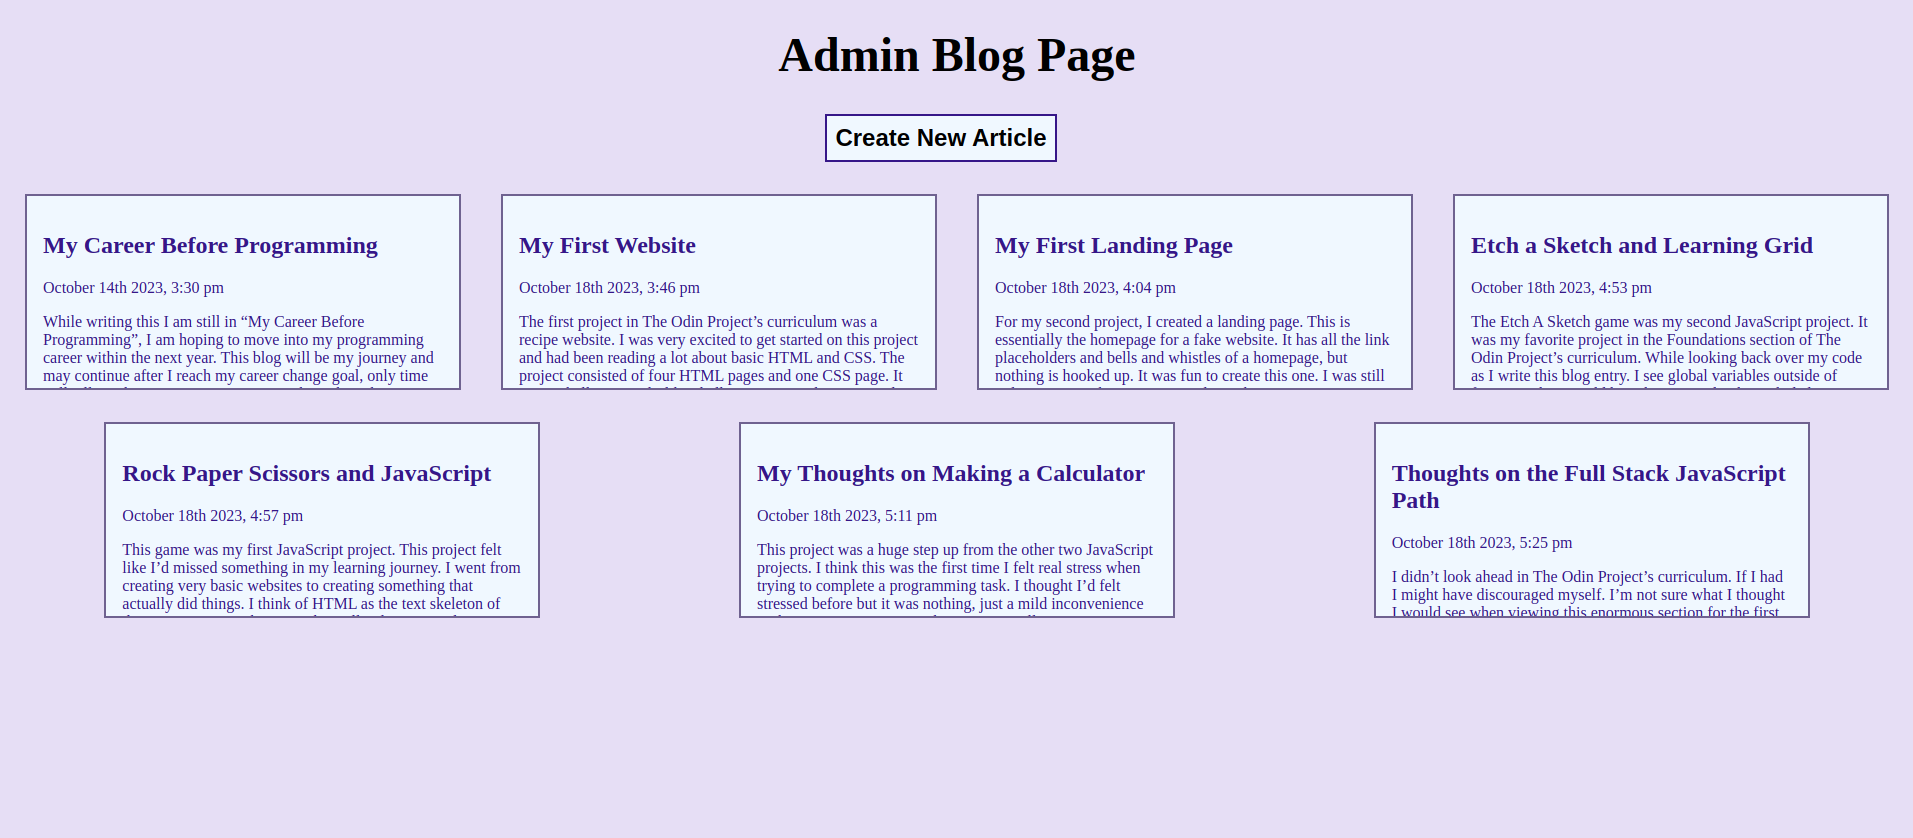 Admin Blog Page
Create New Article
My Career Before Programming
October 14th 2023, 3:30 pm
While writing this I am still in “My Career Before
Programming”, I am hoping to move into my programming
career within the next year. This blog will be my journey and
may continue after I reach my career change goal, only time
My First Website
October 18th 2023, 3:46 pm
The first project in The Odin Project’s curriculum was a
recipe website. I was very excited to get started on this project
and had been reading a lot about basic HTML and CSS. The
project consisted of four HTML pages and one CSS page. It
My First Landing Page
October 18th 2023, 4:04 pm
For my second project, I created a landing page. This is
essentially the homepage for a fake website. It has all the link
placeholders and bells and whistles of a homepage, but
nothing is hooked up. It was fun to create this one. I was still
Etch a Sketch and Learning Grid
October 18th 2023, 4:53 pm
The Etch A Sketch game was my second JavaScript project. It
was my favorite project in the Foundations section of The
Odin Project’s curriculum. While looking back over my code
as I write this blog entry. I see global variables outside of
Rock Paper Scissors and JavaScript
October 18th 2023, 4:57 pm
This game was my first JavaScript project. This project felt
like I’d missed something in my learning journey. I went from
creating very basic websites to creating something that
actually did things. I think of HTML as the text skeleton of
My Thoughts on Making a Calculator
October 18th 2023, 5:11 pm
This project was a huge step up from the other two JavaScript
projects. I think this was the first time I felt real stress when
trying to complete a programming task. I thought I’d felt
stressed before but it was nothing, just a mild inconvenience
Thoughts on the Full Stack JavaScript
Path
October 18th 2023, 5:25 pm
I didn’t look ahead in The Odin Project’s curriculum. If I had
I might have discouraged myself. I’m not sure what I thought
I would see when viewing this enormous section for the first